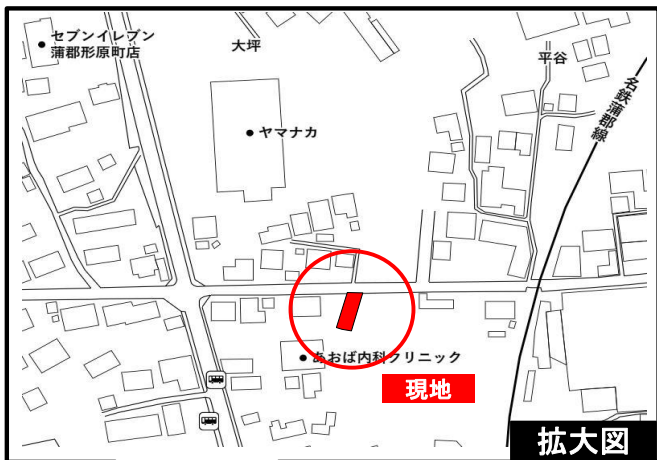 セブンイレブン
蒲郡形原町店
大坪
平谷
名鉄蒲郡線
ヤマナカ
あおば内科クリニック
現地
拡大図